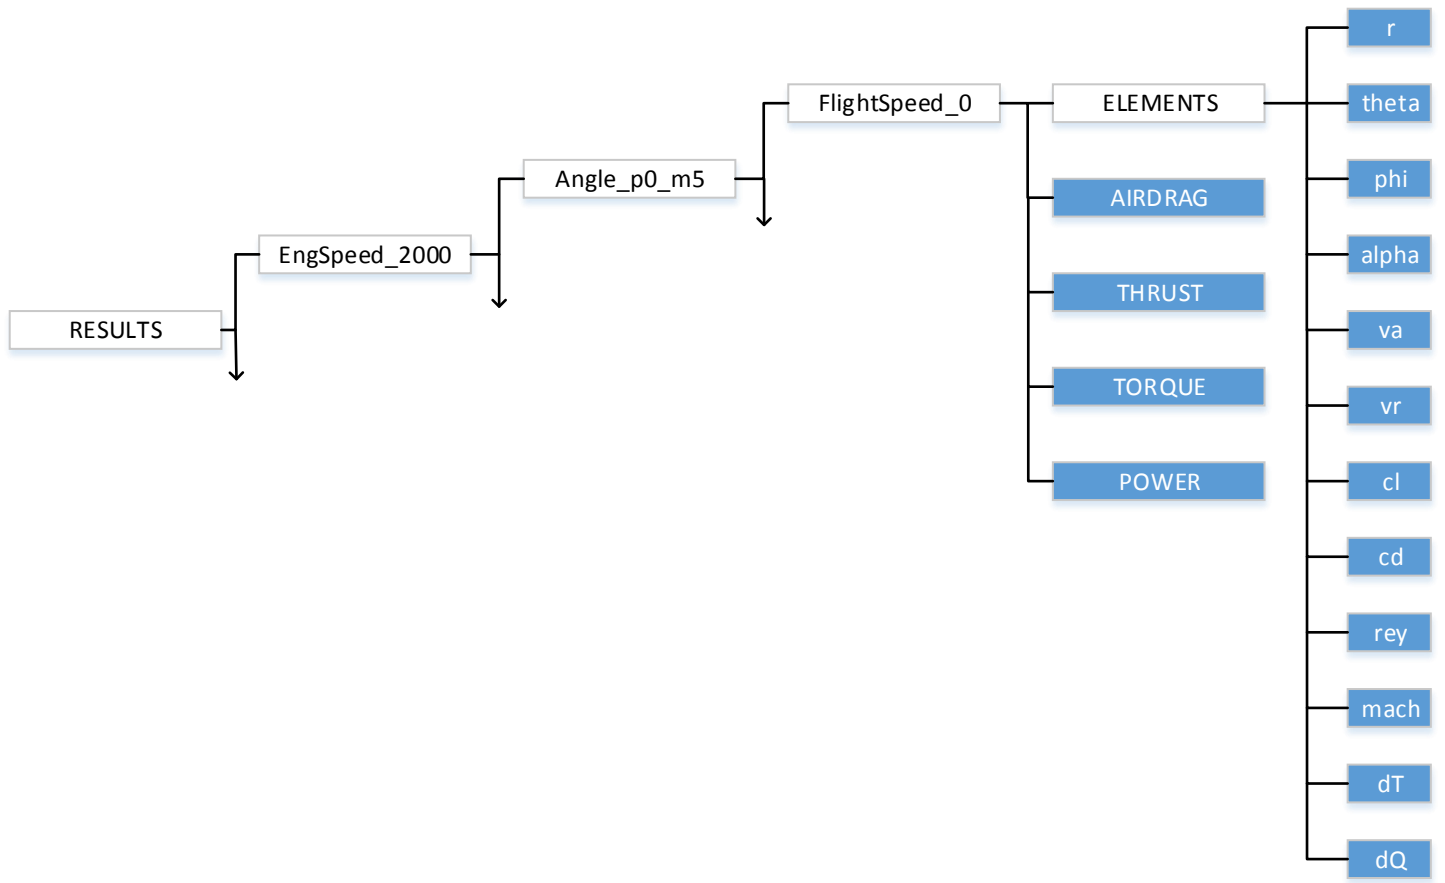 RESULTS
EngSpeed_2000
Angle_p0_m5
FlightSpeed_0
ELEMENTS
AIRDRAG
THRUST
TORQUE
POWER
r
theta
phi
alpha
va
vr
cl
cd
rey
mach
dT
dQ